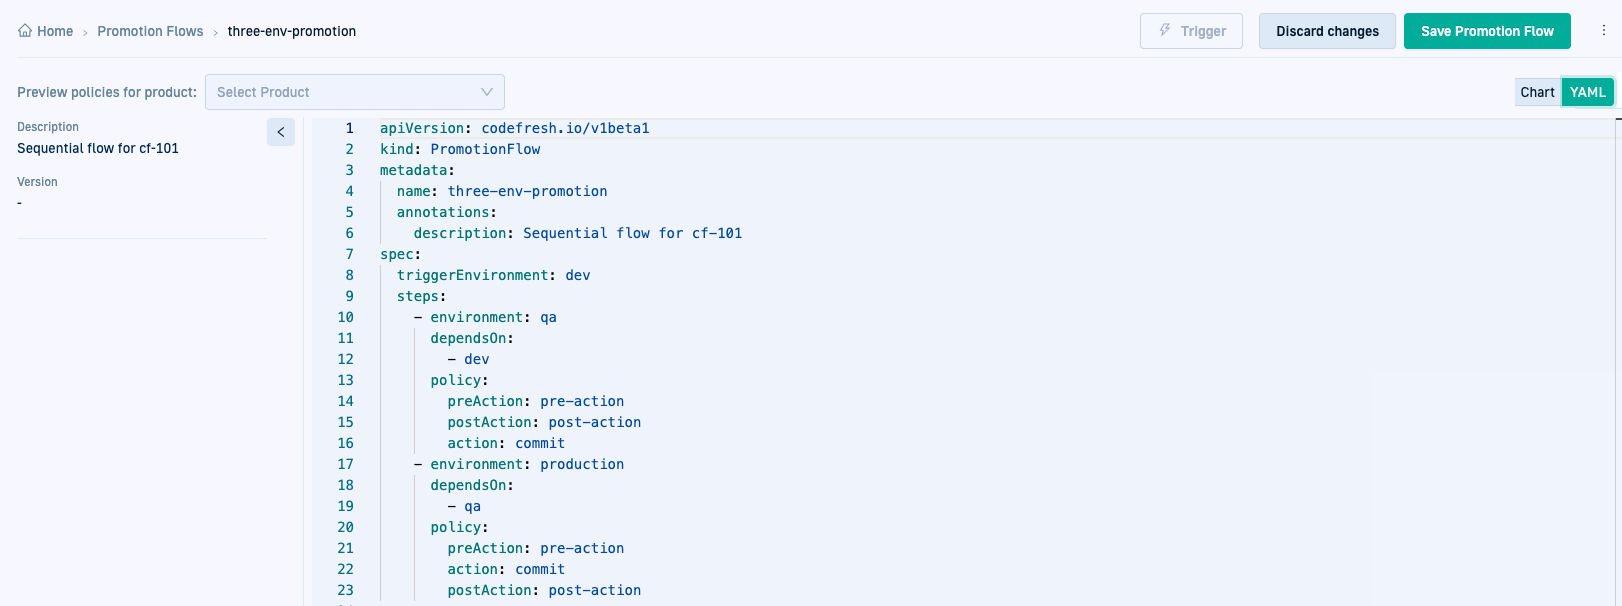 Home > Promotion Flows > three-env-promotion
Trigger
Discard changes
Save Promotion Flow
Preview policies for product:
Select Product
Chart
YAML
Description
Sequential flow for cf-101
Version
-
<
1 apiVersion: codefresh.io/v1beta1
2 kind: PromotionFlow
3 metadata:
4   name: three-env-promotion
5   annotations:
6     description: Sequential flow for cf-101
7 spec:
8   triggerEnvironment: dev
9   steps:
10     - environment: qa
11       dependsOn:
12         - dev
13       policy:
14         preAction: pre-action
15         postAction: post-action
16         action: commit
17     - environment: production
18       dependsOn:
19         - qa
20       policy:
21         preAction: pre-action
22         action: commit
23         postAction: post-action